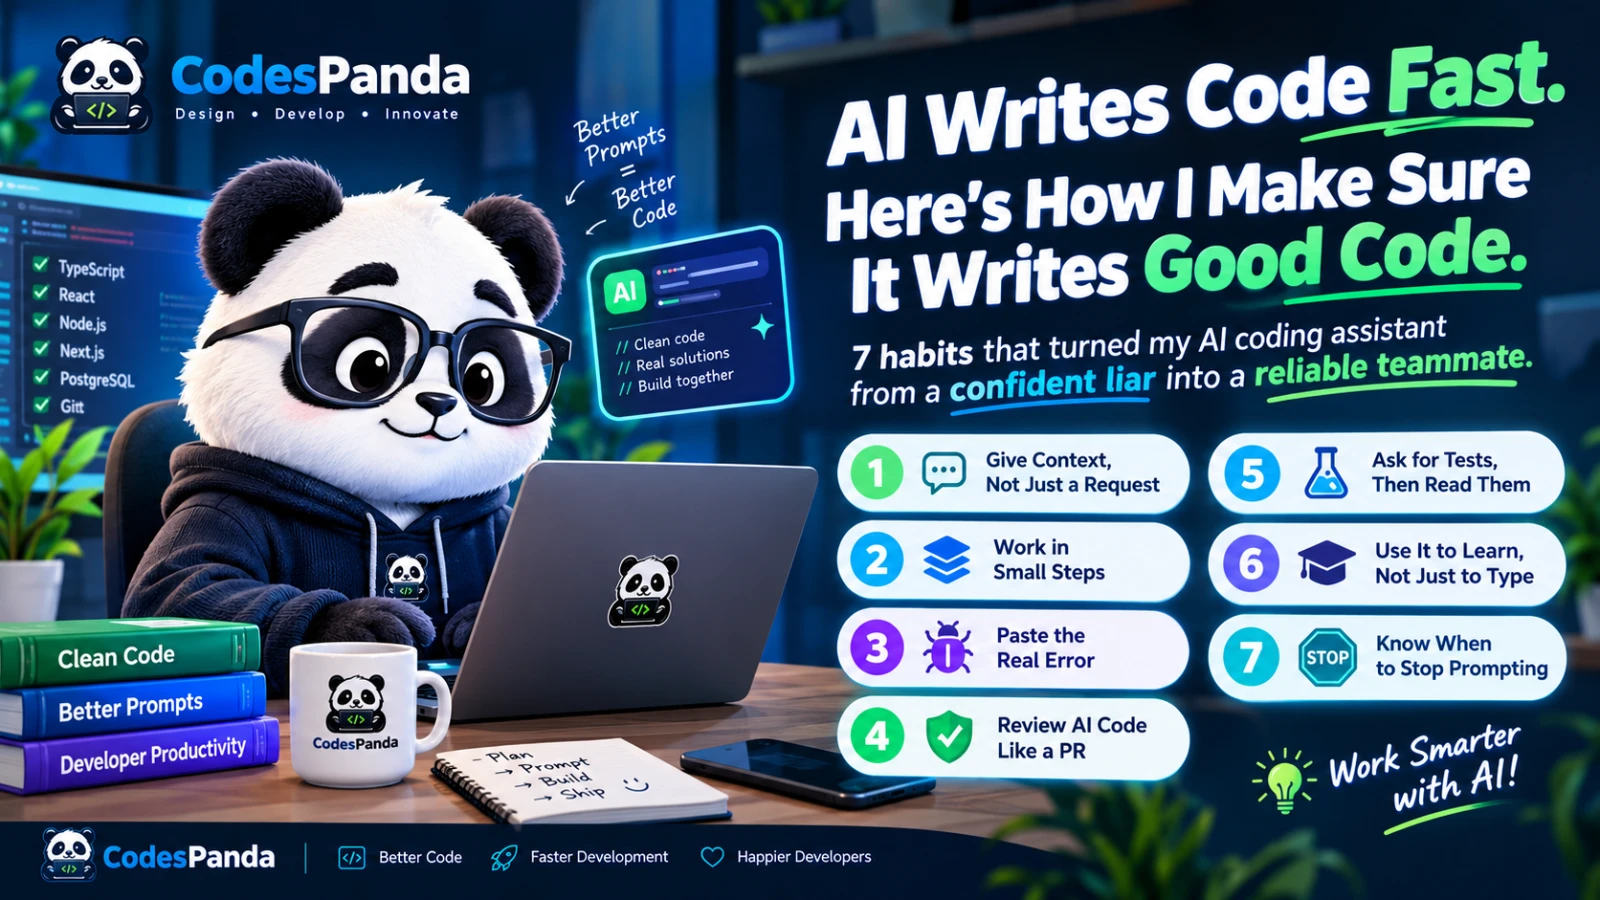 CodesPanda
Design • Develop • Innovate
Better
Prompts
=
Better
Code
TypeScript
React
Node.js
Next.js
PostgreSQL
Gitt
AI
// Clean code
// Real solutions
// Build together
AI Writes Code Fast.
Here's How I Make Sure
It Writes Good Code.
7 habits that turned my AI coding assistant
from a confident liar into a reliable teammate.
1 Give Context,
Not Just a Request
2 Work in
Small Steps
3 Paste the
Real Error
4 Review AI Code
Like a PR
5 Ask for Tests,
Then Read Them
6 Use It to Learn,
Not Just to Type
7 STOP Know When
to Stop Prompting
Work Smarter
with AI!
Clean Code
Better Prompts
Developer Productivity
</>
</>
</>
CodesPanda
- Plan
→ Prompt
→ Build
→ Ship
CodesPanda
</> Better Code
Faster Development
Happier Developers